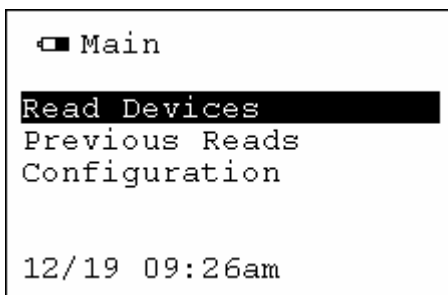 Main
Read Devices
Previous Reads
Configuration
12/19 09:26am